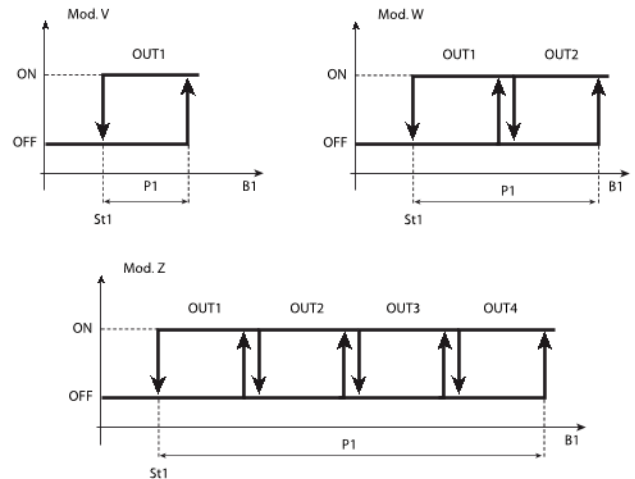 Mod. V
OUT1
ON
OFF
P1
B1
St1
Mod. W
OUT1 OUT2
ON
OFF
P1
B1
St1
Mod. Z
OUT1 OUT2 OUT3 OUT4
ON
OFF
P1
B1
St1